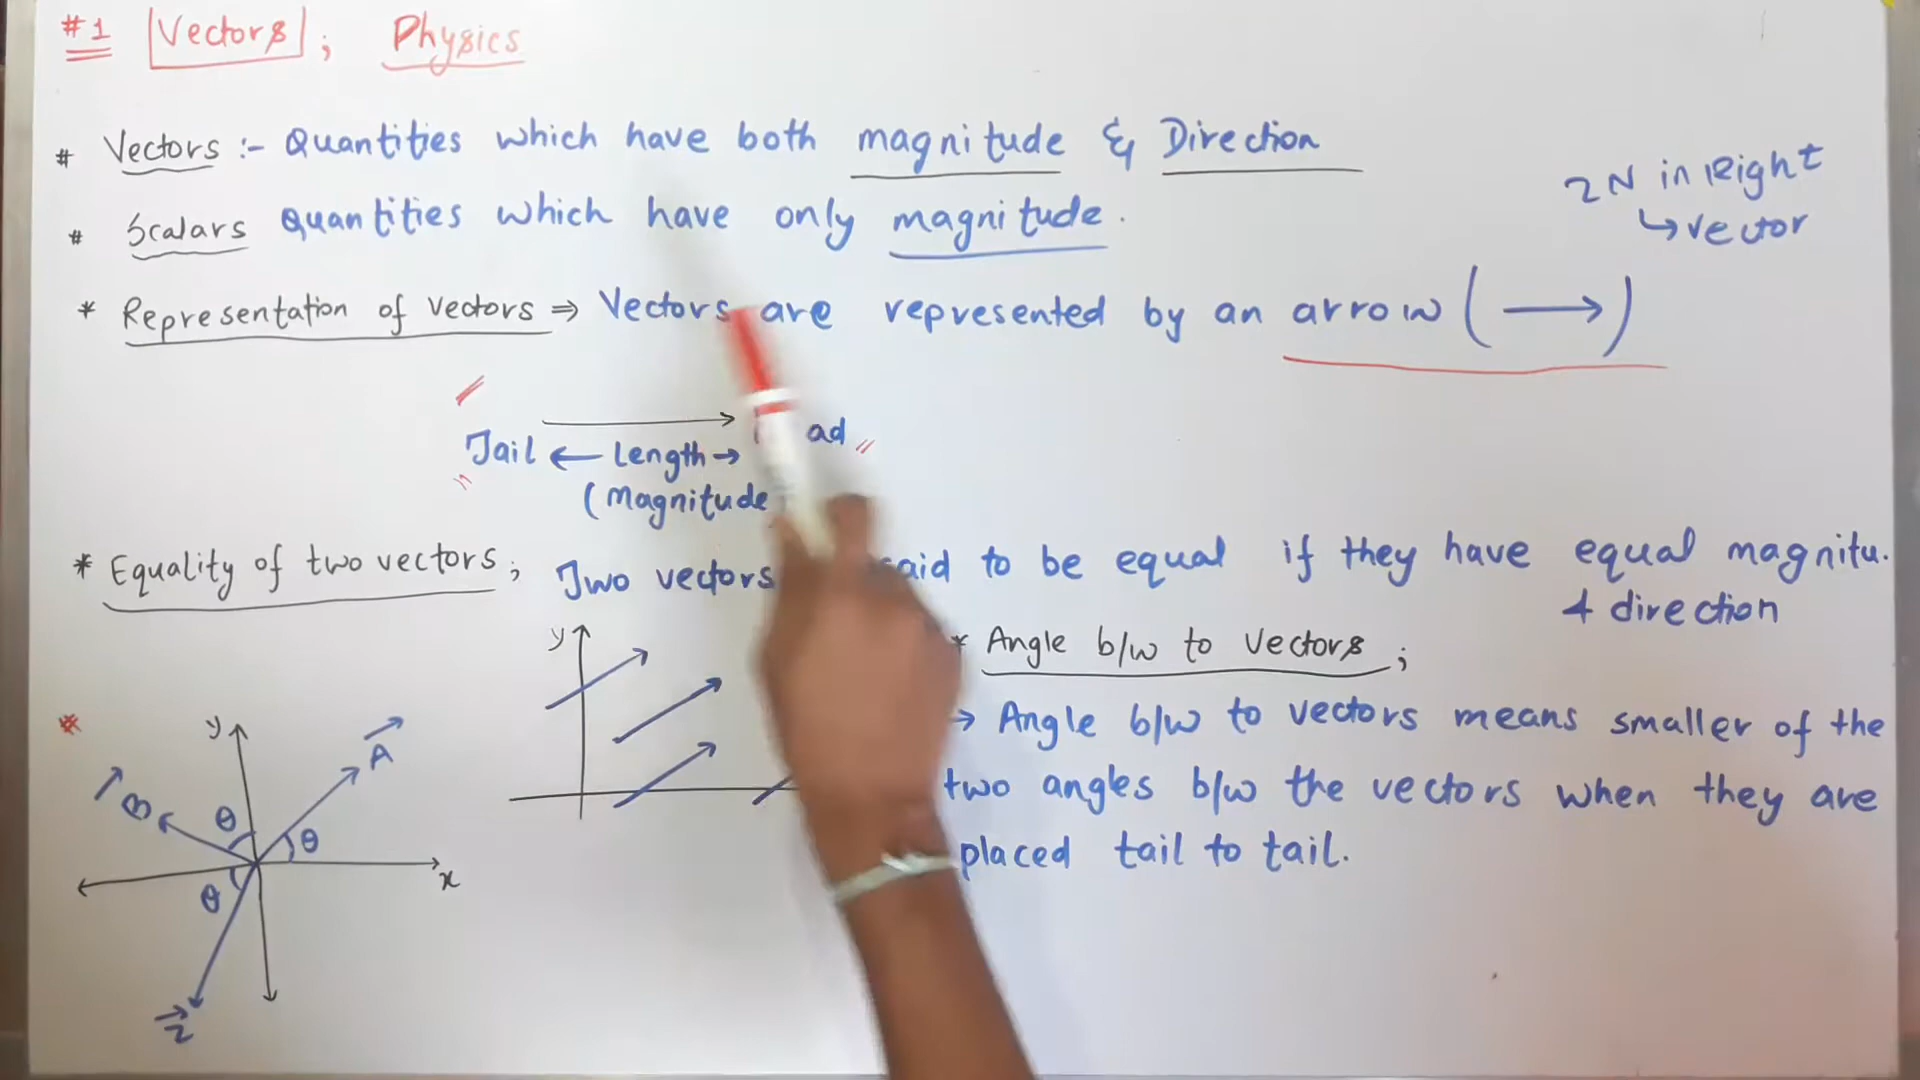 #1 Vectors ; Physics
# Vectors :- Quantities which have both magnitude & Direction
2N in Right
↳ vector
# Scalars Quantities which have only magnitude.
* Representation of vectors ⇒ Vectors are represented by an arrow (→)
Tail ← Length →
(Magnitude
* Equality of two vectors ; Two vectors said to be equal if they have equal magnitu.
& direction
* Angle b/w to Vectors ;
→ Angle b/w to vectors means smaller of the
two angles b/w the vectors when they are
placed tail to tail.
y
y
A
B
θ
θ
x
θ